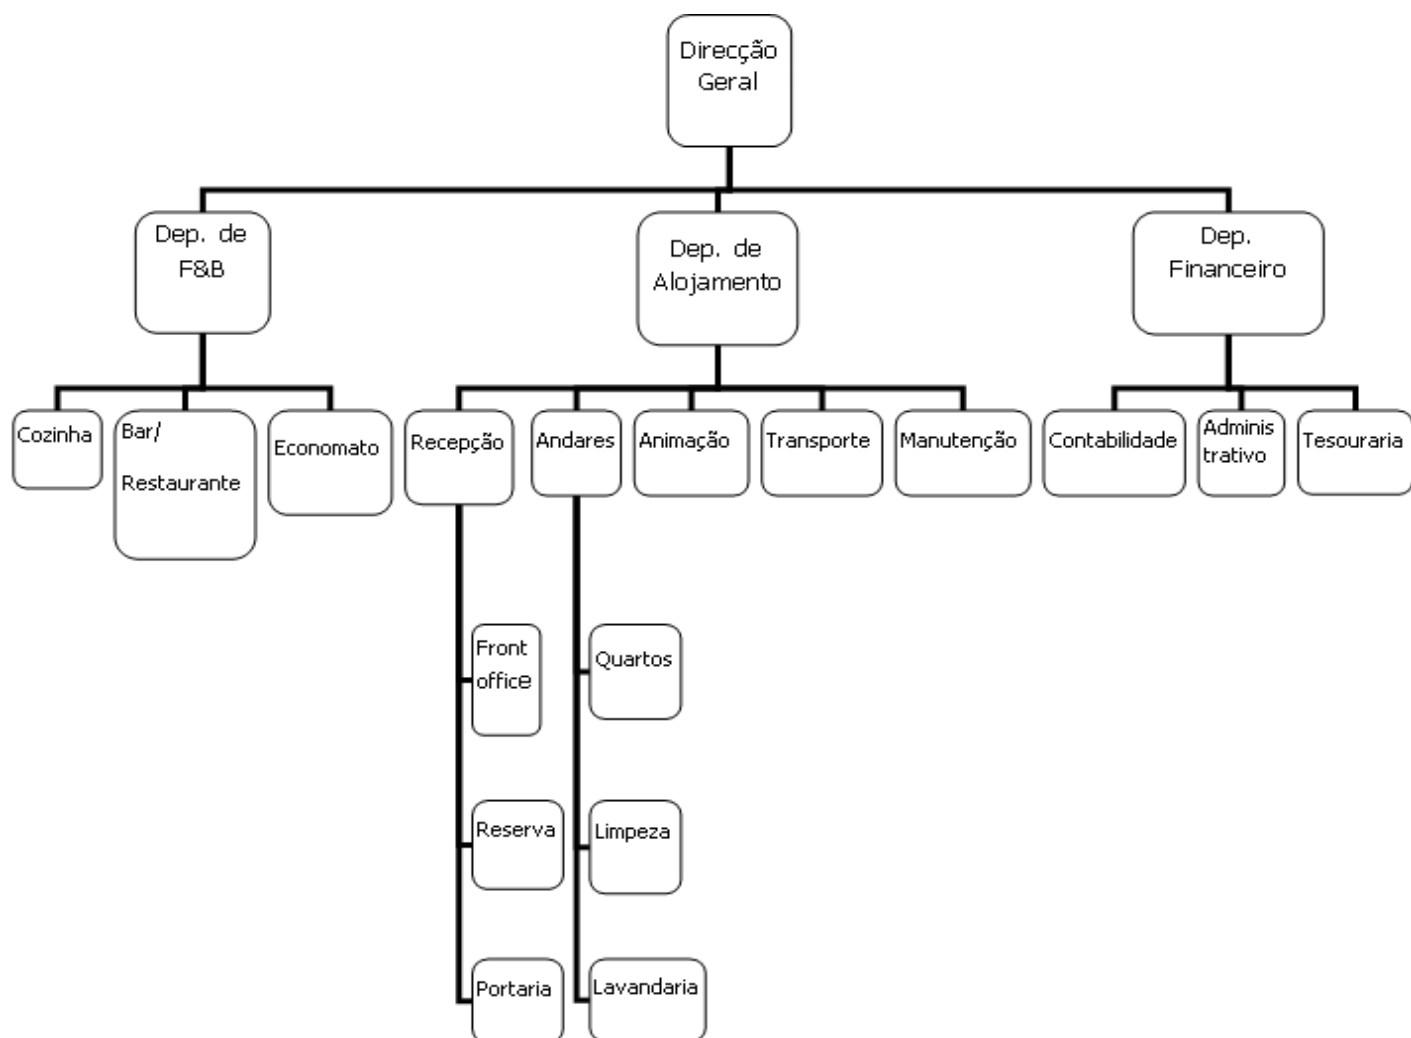 Direcção
Geral
Dep. de
F&B
Dep. de
Alojamento
Dep.
Financeiro
Cozinha
Bar/
Restaurante
Economato
Recepção
Andares
Animação
Transporte
Manutenção
Contabilidade
Adminis
trativo
Tesouraria
Front
office
Quartos
Reserva
Limpeza
Portaria
Lavandaria